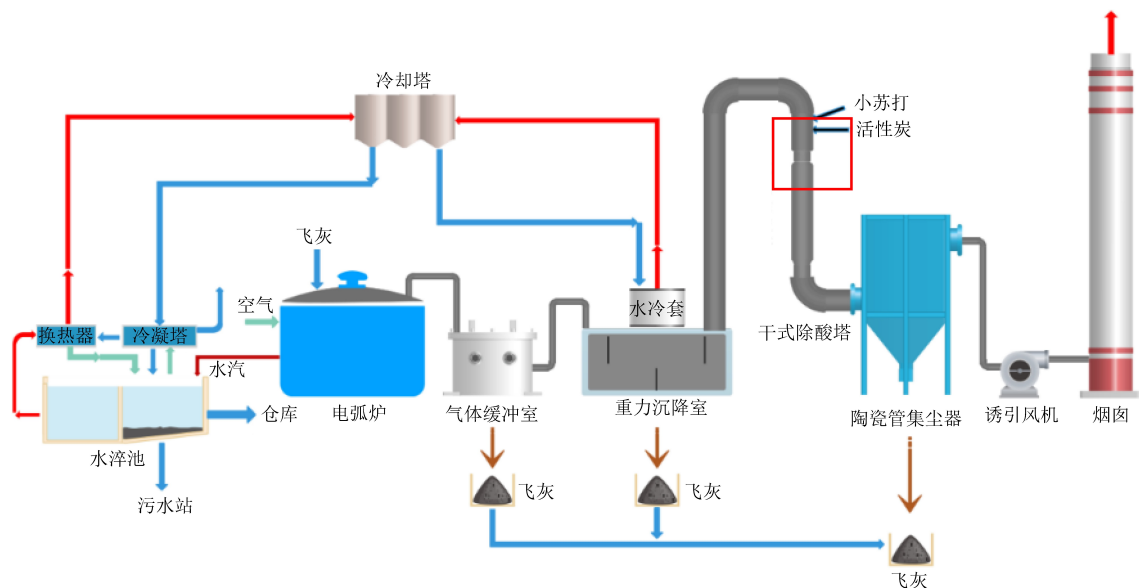 冷却塔
小苏打
活性炭
飞灰
空气
换热器
冷凝塔
水冷套
干式除酸塔
水汽
仓库
电弧炉
气体缓冲室
重力沉降室
陶瓷管集尘器
诱引风机
烟囱
水淬池
污水站
飞灰
飞灰
飞灰